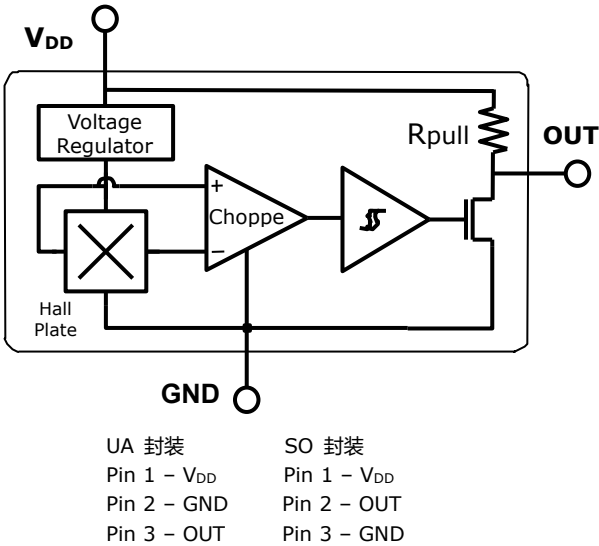 VDD
Voltage
Regulator
Rpull
OUT
+
Choppe
−
Hall
Plate
GND
UA 封装
SO 封装
Pin 1 – VDD
Pin 1 – VDD
Pin 2 – GND
Pin 2 – OUT
Pin 3 – OUT
Pin 3 – GND